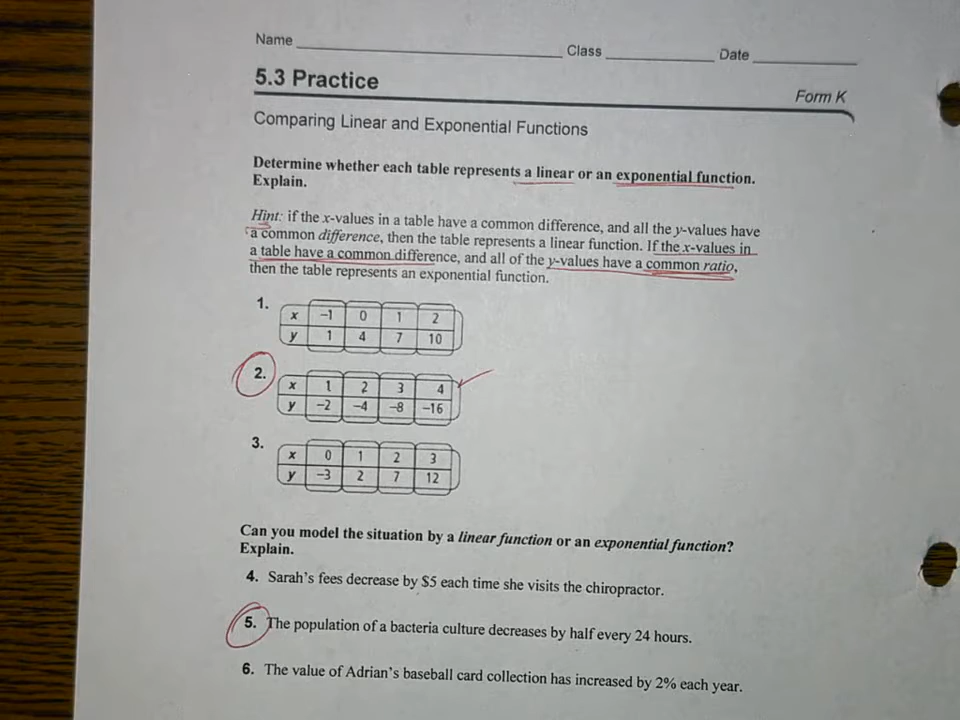 Name Class Date
5.3 Practice
Form K
Comparing Linear and Exponential Functions
Determine whether each table represents a linear or an exponential function.
Explain.
Hint: if the x-values in a table have a common difference, and all the y-values have
a common difference, then the table represents a linear function. If the x-values in
a table have a common difference, and all of the y-values have a common ratio,
then the table represents an exponential function.
1.
x −1 0 1 2
y 1 4 7 10
2.
x 1 2 3 4
y −2 −4 −8 −16
3.
x 0 1 2 3
y −3 2 7 12
Can you model the situation by a linear function or an exponential function?
Explain.
4. Sarah's fees decrease by $5 each time she visits the chiropractor.
5. The population of a bacteria culture decreases by half every 24 hours.
6. The value of Adrian's baseball card collection has increased by 2% each year.